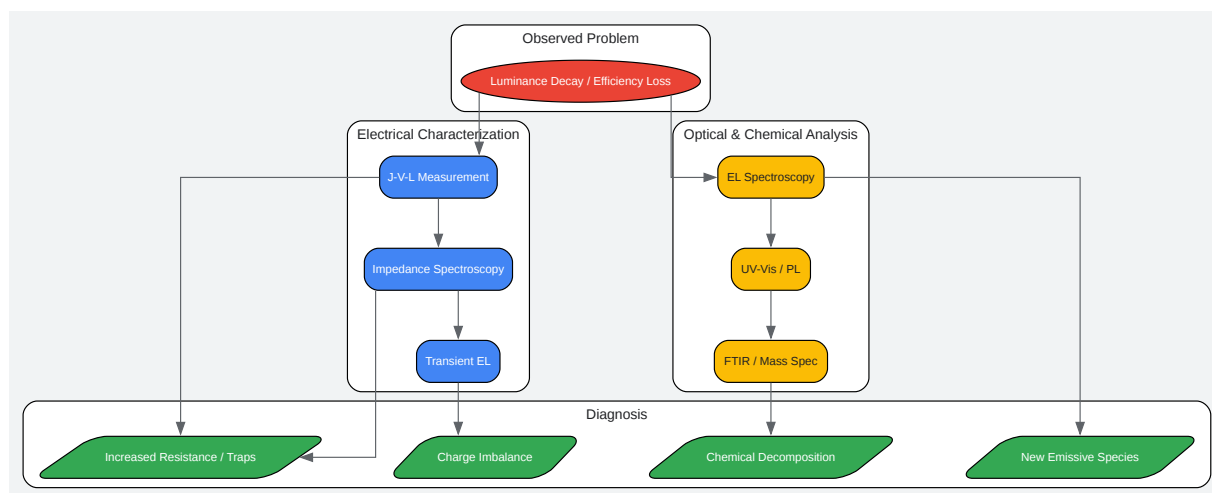 Observed Problem
Luminance Decay / Efficiency Loss
Electrical Characterization
Optical & Chemical Analysis
J-V-L Measurement
EL Spectroscopy
Impedance Spectroscopy
UV-Vis / PL
Transient EL
FTIR / Mass Spec
Diagnosis
Increased Resistance / Traps
Charge Imbalance
Chemical Decomposition
New Emissive Species